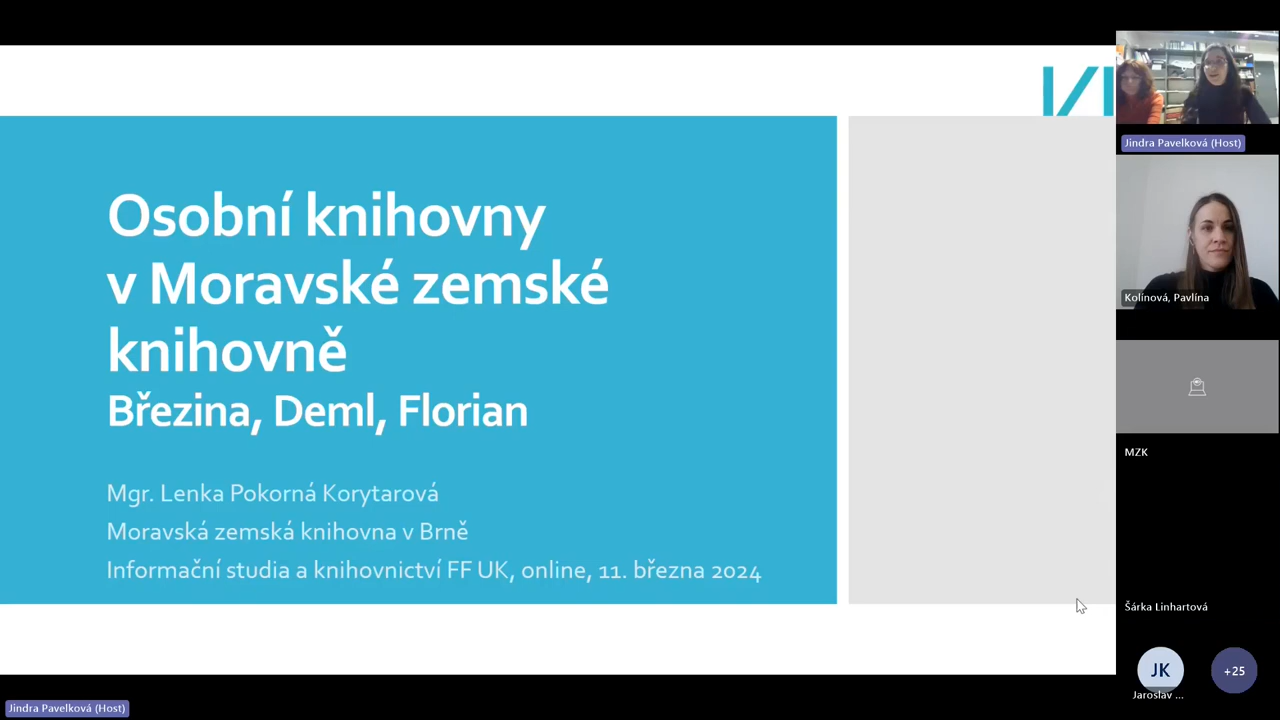 Osobní knihovny
v Moravské zemské
knihovně
Březina, Deml, Florian
Mgr. Lenka Pokorná Korytarová
Moravská zemská knihovna v Brně
Informační studia a knihovnictví FF UK, online, 11. března 2024
Jindra Pavelková (Host)
Kolínová, Pavlína
MZK
Šárka Linhartová
JK
+25
Jaroslav ...
Jindra Pavelková (Host)